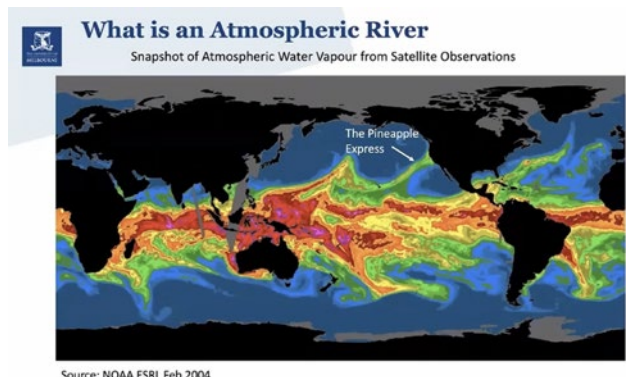 What is an Atmospheric River
Snapshot of Atmospheric Water Vapour from Satellite Observations
MELBOURNE
The Pineapple
Express
Source: NOAA ESRL Feb 2004